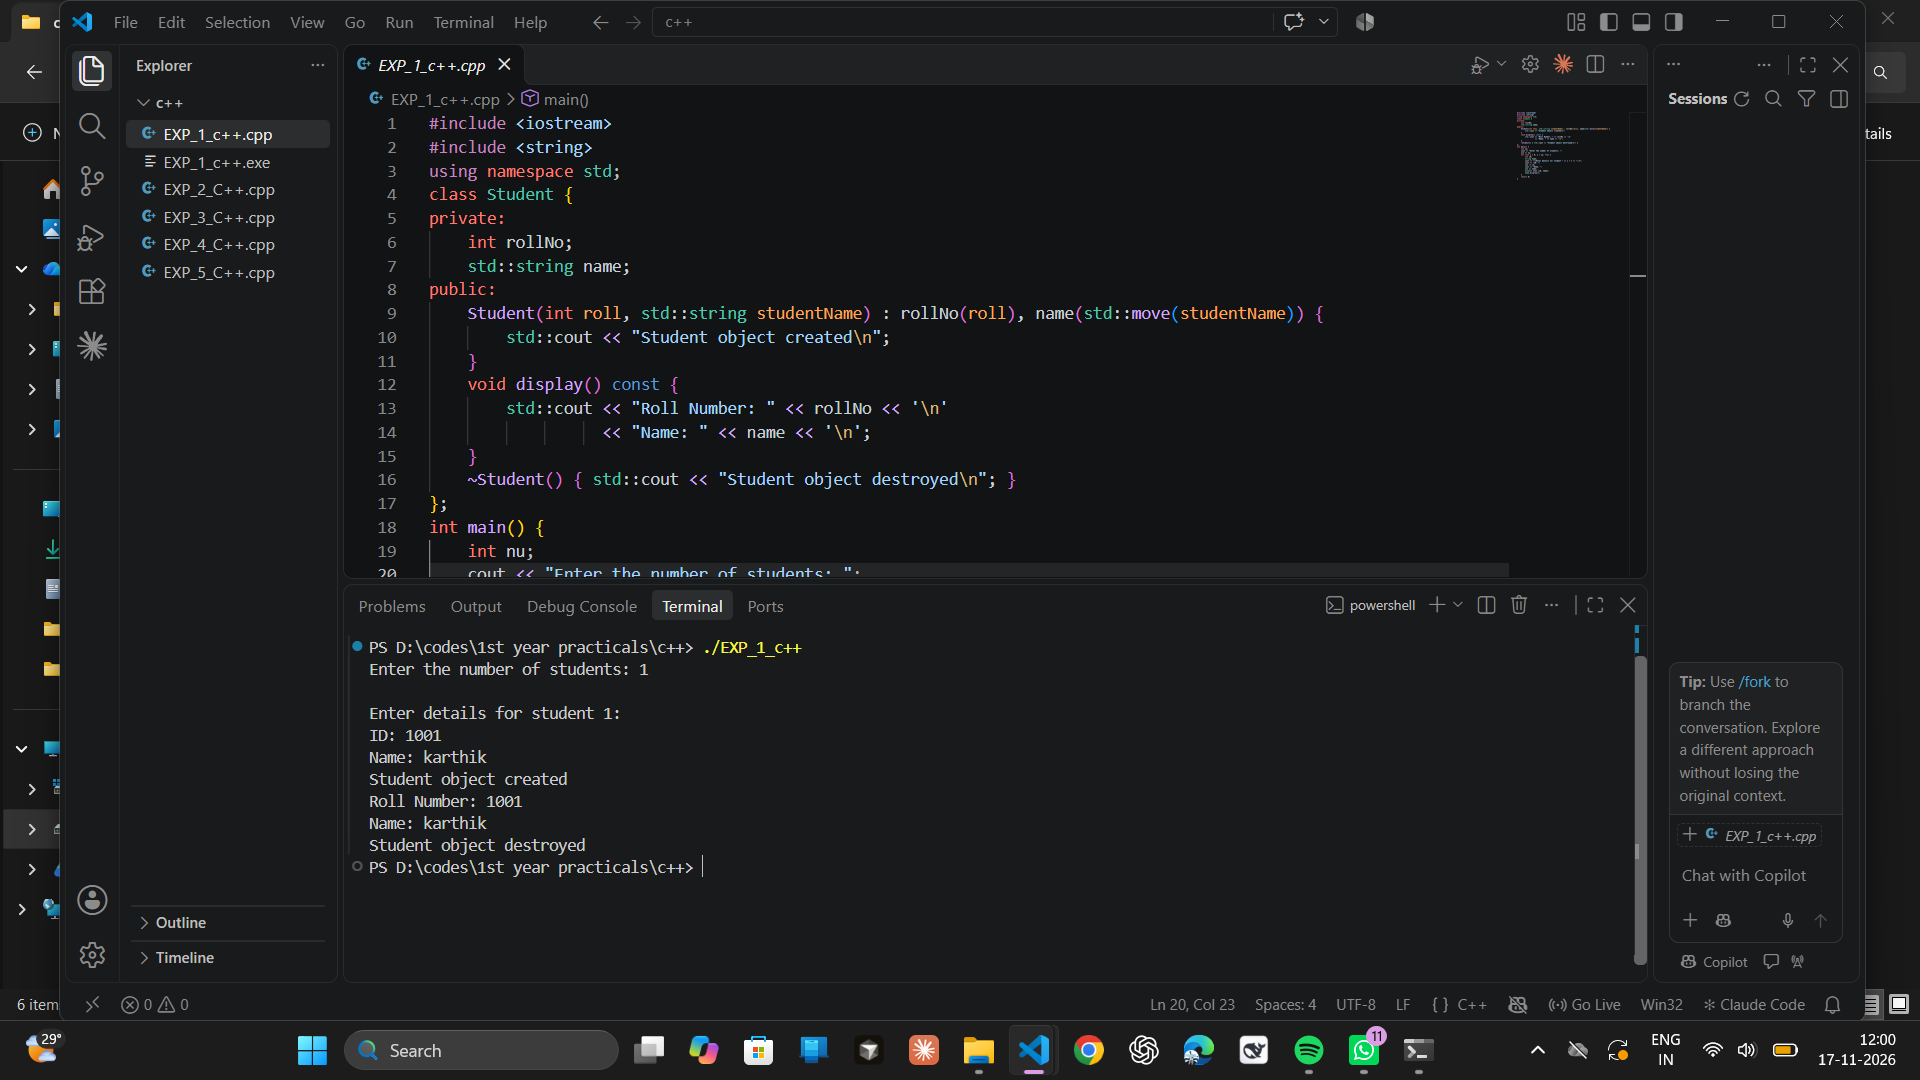 File Edit Selection View Go Run Terminal Help
c++
Explorer
c++
EXP_1_c++.cpp
EXP_1_c++.exe
EXP_2_C++.cpp
EXP_3_C++.cpp
EXP_4_C++.cpp
EXP_5_C++.cpp
Outline
Timeline
EXP_1_c++.cpp
EXP_1_c++.cpp > main()
1 #include <iostream>
2 #include <string>
3 using namespace std;
4 class Student {
5 private:
6 int rollNo;
7 std::string name;
8 public:
9 Student(int roll, std::string studentName) : rollNo(roll), name(std::move(studentName)) {
10 std::cout << "Student object created\n";
11 }
12 void display() const {
13 std::cout << "Roll Number: " << rollNo << '\n'
14 << "Name: " << name << '\n';
15 }
16 ~Student() { std::cout << "Student object destroyed\n"; }
17 };
18 int main() {
19 int nu;
20 cout << "Enter the number of students: ";
Problems Output Debug Console Terminal Ports
powershell
PS D:\codes\1st year practicals\c++> ./EXP_1_c++
Enter the number of students: 1
Enter details for student 1:
ID: 1001
Name: karthik
Student object created
Roll Number: 1001
Name: karthik
Student object destroyed
PS D:\codes\1st year practicals\c++>
Sessions
Tip: Use /fork to
branch the
conversation. Explore
a different approach
without losing the
original context.
EXP_1_c++.cpp
Chat with Copilot
Copilot
tails
6 item
0 0
Ln 20, Col 23 Spaces: 4 UTF-8 LF {} C++ Go Live Win32 Claude Code
29°
Search
11
ENG
IN
12:00
17-11-2026